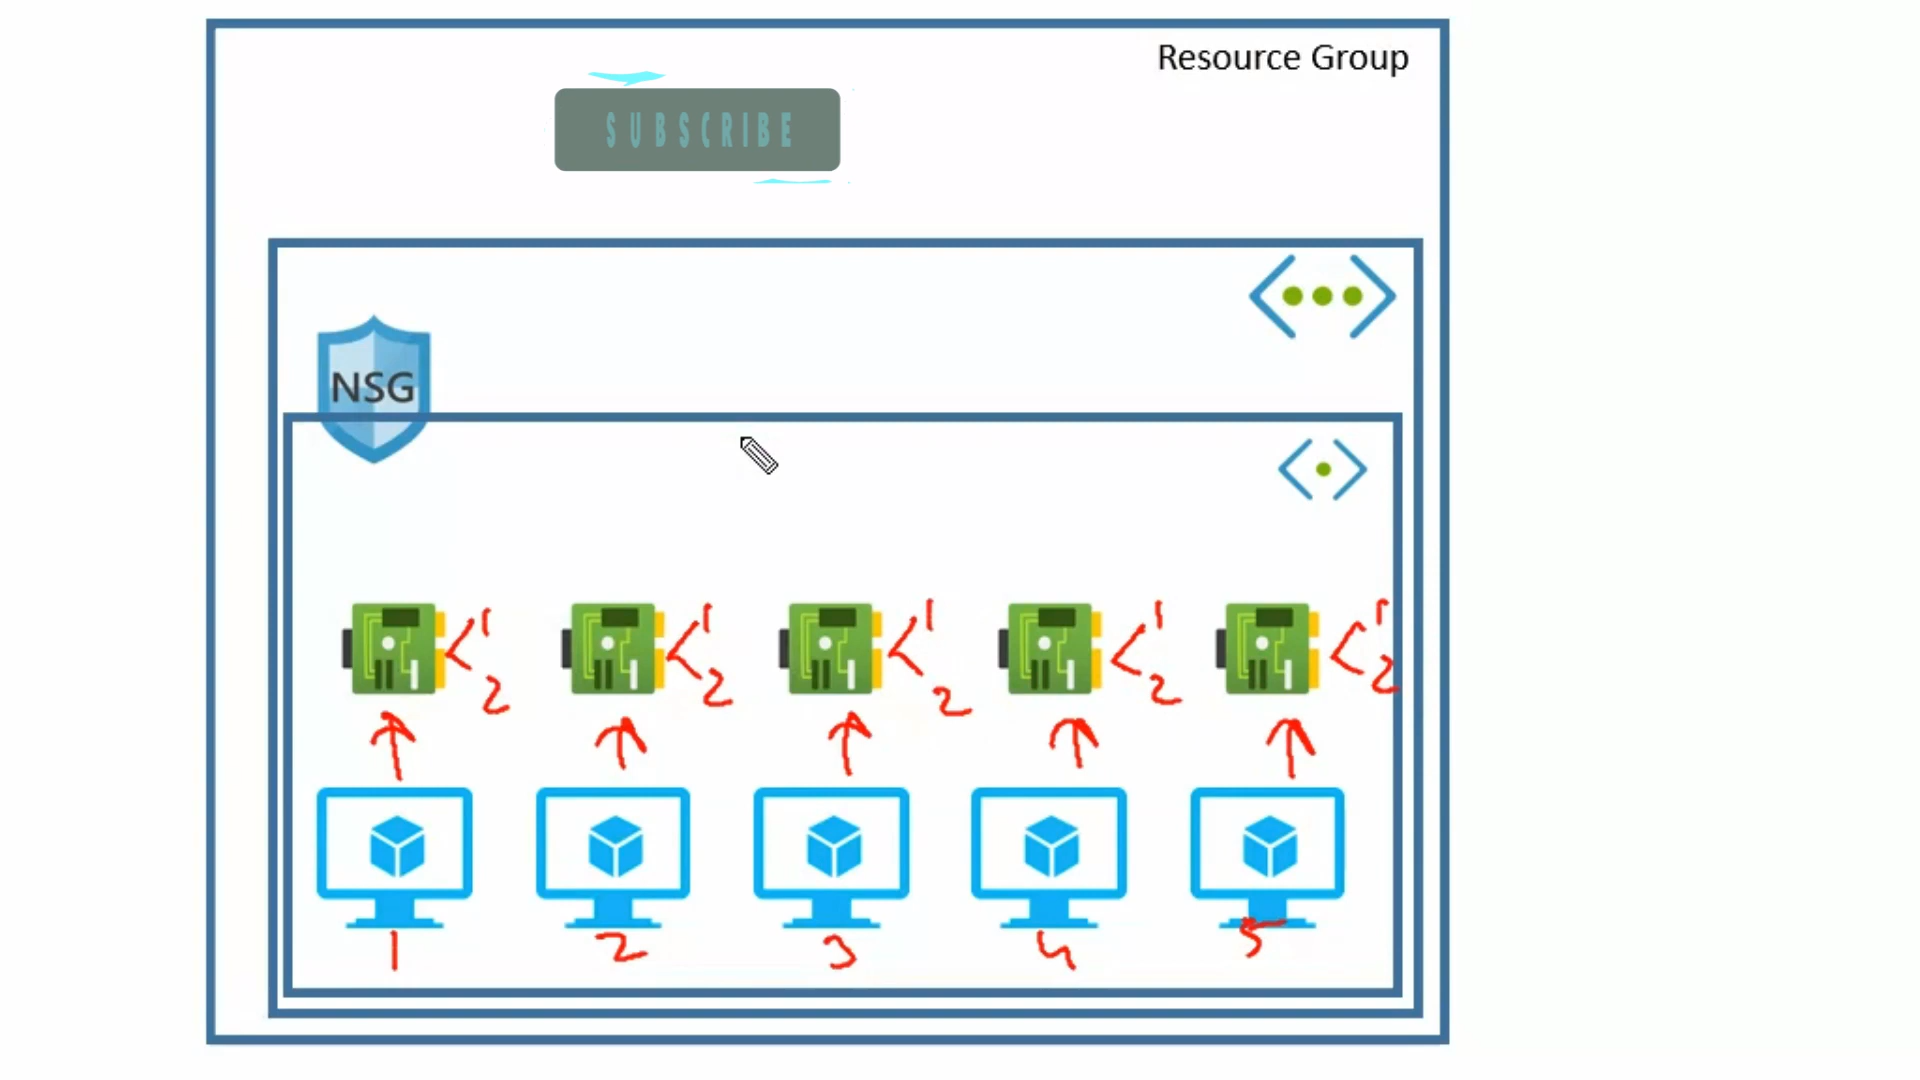 Resource Group
SUBSCRIBE
NSG
1 1 1 1 1
2 2 2 2 2
1 2 3 4 5